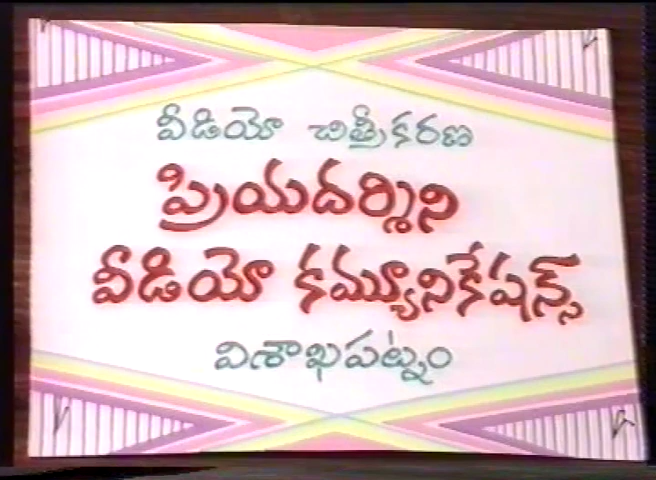 వీడియో చిత్రీకరణ
ప్రియదర్శిని
వీడియో కమ్యూనికేషన్స్
విశాఖపట్నం